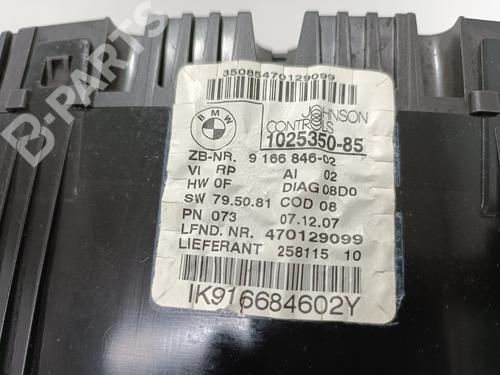 B-PARTS
35085470129099
BMW
JOHNSON
CONTROLS
1025350-85
ZB-NR. 9 166 846-02
VI RP AI 02
HW 0F DIAG 08D0
SW 79.50.81 COD 08
PN 073 07.12.07
LFND. NR. 470129099
LIEFERANT 258115 10
IK916684602Y